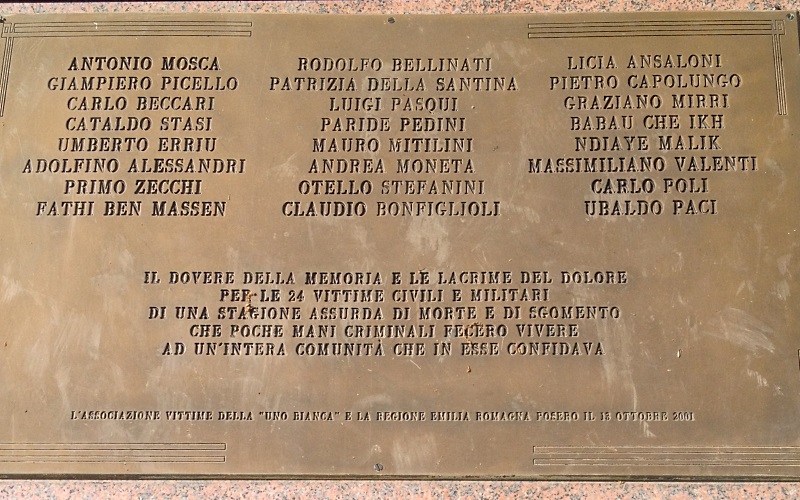 ANTONIO MOSCA
GIAMPIERO PICELLO
CARLO BECCARI
CATALDO STASI
UMBERTO ERRIU
ADOLFINO ALESSANDRI
PRIMO ZECCHI
FATHI BEN MASSEN
RODOLFO BELLINATI
PATRIZIA DELLA SANTINA
LUIGI PASQUI
PARIDE PEDINI
MAURO MITILINI
ANDREA MONETA
OTELLO STEFANINI
CLAUDIO BONFIGLIOLI
LICIA ANSALONI
PIETRO CAPOLUNGO
GRAZIANO MIRRI
BABAU CHE IKH
NDIAYE MALIK
MASSIMILIANO VALENTI
CARLO POLI
UBALDO PACI
IL DOVERE DELLA MEMORIA E LE LACRIME DEL DOLORE
PER LE 24 VITTIME CIVILI E MILITARI
DI UNA STAGIONE ASSURDA DI MORTE E DI SGOMENTO
CHE POCHE MANI CRIMINALI FECERO VIVERE
AD UN'INTERA COMUNITÀ CHE IN ESSE CONFIDAVA
L'ASSOCIAZIONE VITTIME DELLA "UNO BIANCA" E LA REGIONE EMILIA ROMAGNA POSERO IL 13 OTTOBRE 2001